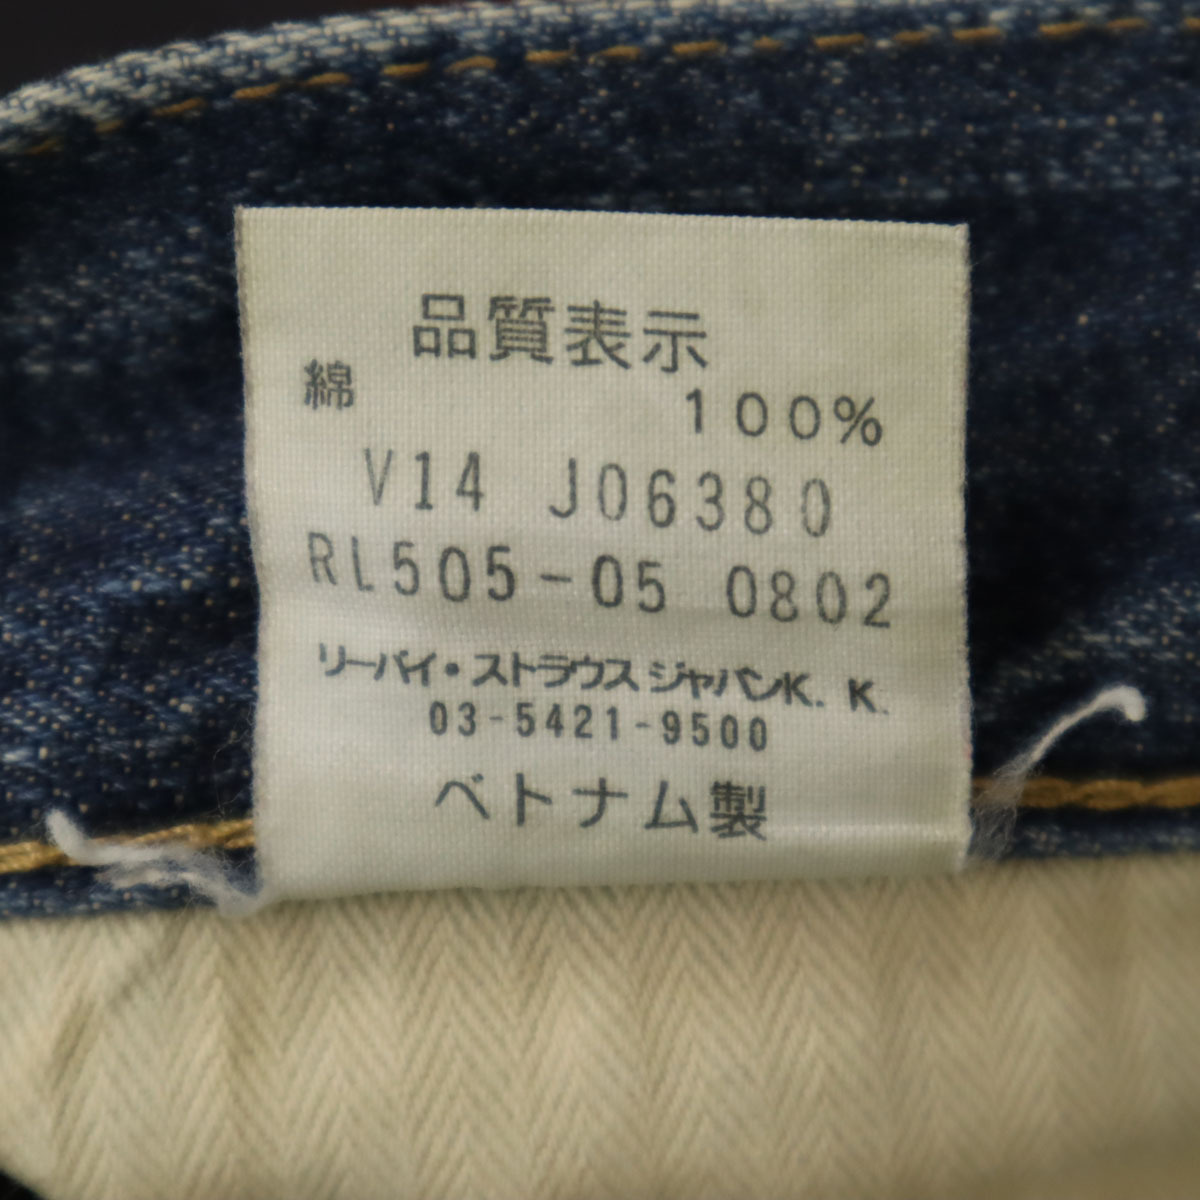 品質表示
綿 100%
V14 J06380
RL505-05 0802
リーバイ・ストラウス ジャパンK.K.
03-5421-9500
ベトナム製